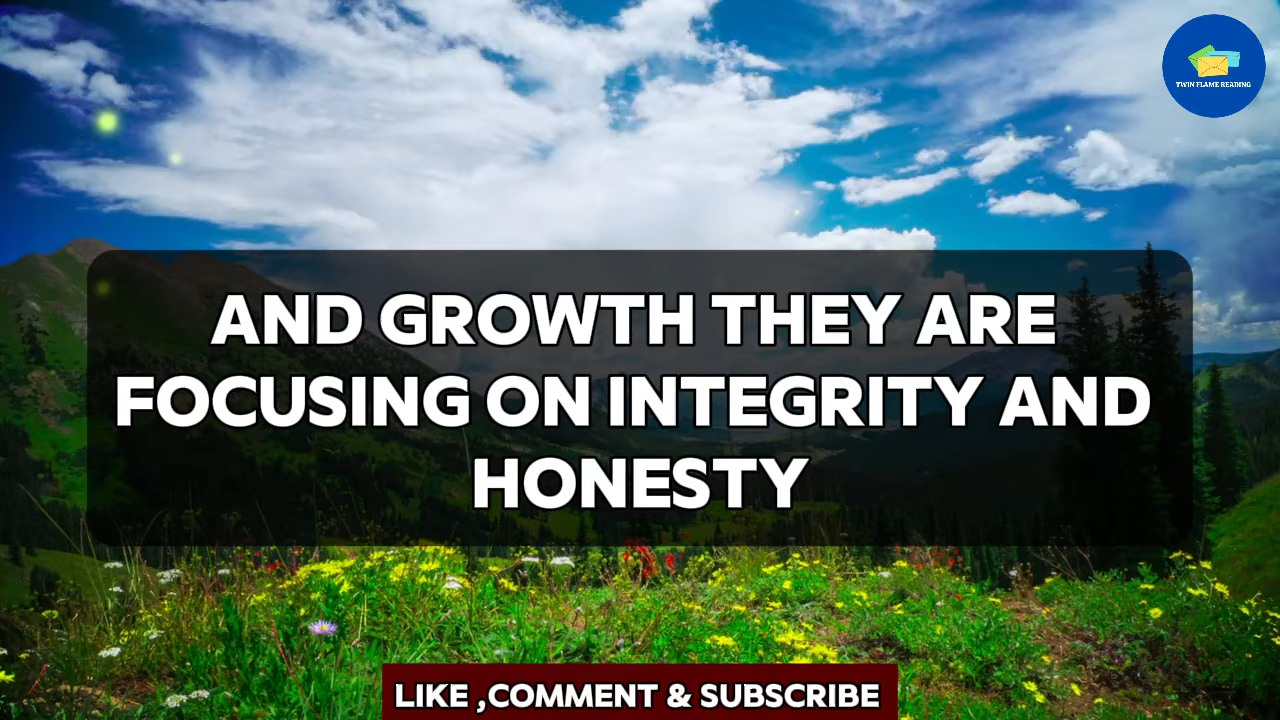 TWIN FLAME READING
AND GROWTH THEY ARE
FOCUSING ON INTEGRITY AND
HONESTY
LIKE ,COMMENT & SUBSCRIBE